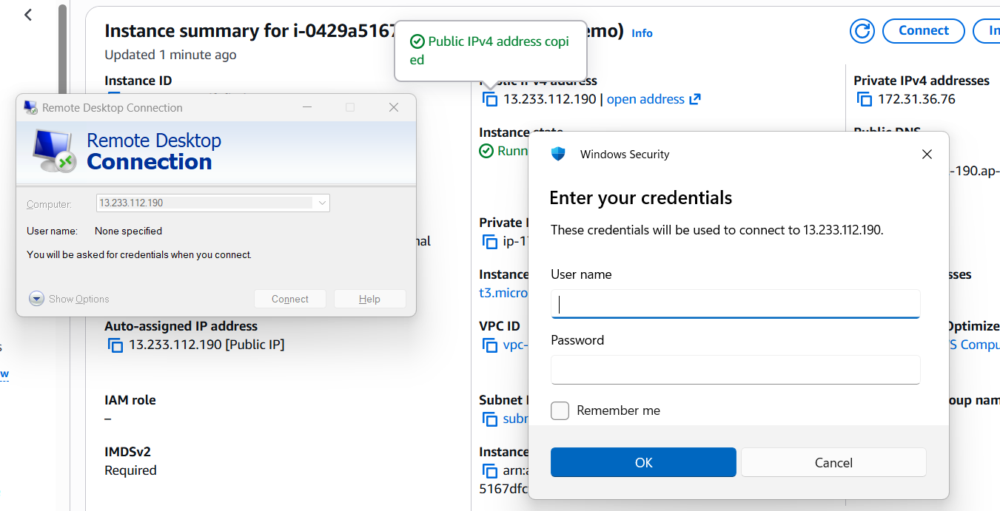 Instance summary for i-0429a5167
emo)
Info
Connect
Updated 1 minute ago
Public IPv4 address copi
ed
Instance ID
Public IPv4 address
13.233.112.190 | open address
Private IPv4 addresses
172.31.36.76
Remote Desktop Connection
Remote Desktop
Connection
Computer:
13.233.112.190
User name:
None specified
You will be asked for credentials when you connect.
Show Options
Connect
Help
Instance state
Runn
Public DNS
-190.ap-
Private
ip-1
nal
Instance
t3.micro
sses
Auto-assigned IP address
13.233.112.190 [Public IP]
VPC ID
vpc-
Optimize
S Compu
w
IAM role
–
Subnet
subn
oup nam
IMDSv2
Required
Instance
arn:a
5167dfc
Windows Security
Enter your credentials
These credentials will be used to connect to 13.233.112.190.
User name
Password
Remember me
OK
Cancel